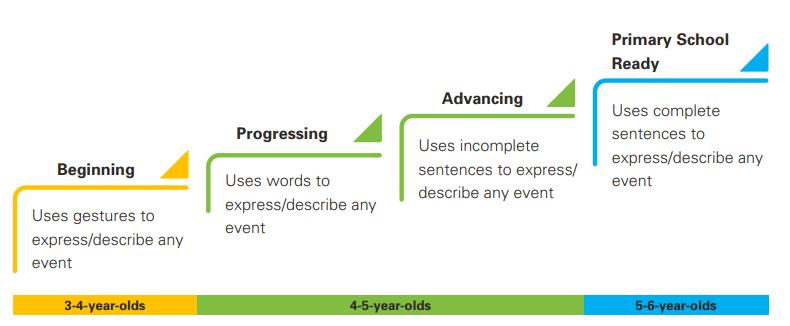 Beginning
Uses gestures to
express/describe any
event
Progressing
Uses words to
express/describe any
event
Advancing
Uses incomplete
sentences to express/
describe any event
Primary School
Ready
Uses complete
sentences to
express/describe any
event
3-4-year-olds
4-5-year-olds
5-6-year-olds